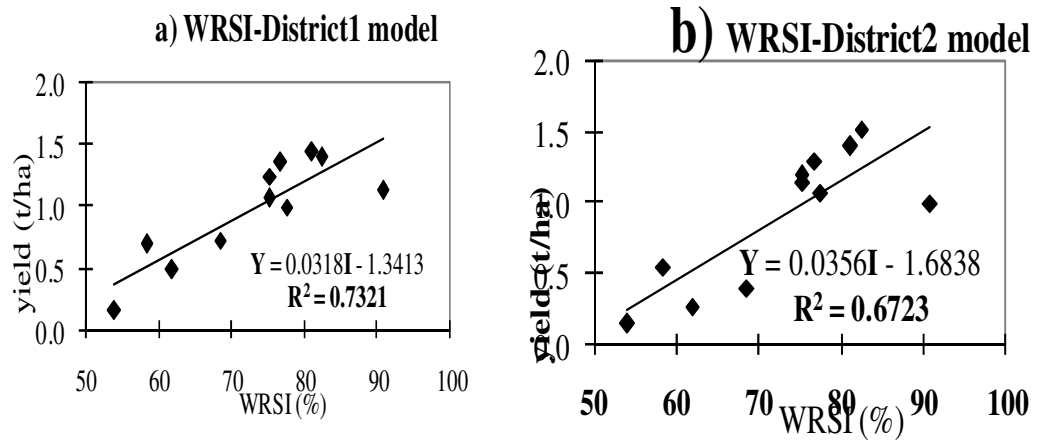 a) WRSI-District1 model
2.0
1.5
1.0
0.5
0.0
yield (t/ha)
Y = 0.0318I - 1.3413
R² = 0.7321
50 60 70 80 90 100
WRSI (%)
b) WRSI-District2 model
2.0
1.5
1.0
.5
.0
yield (t/ha)
Y = 0.0356I - 1.6838
R² = 0.6723
50 60 70 80 90 100
WRSI (%)